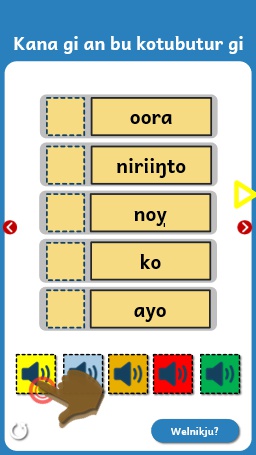 Kana gi an bu kotubutur gi
oora
niriiŋto
noy̩
ko
ayo
Welnikju?